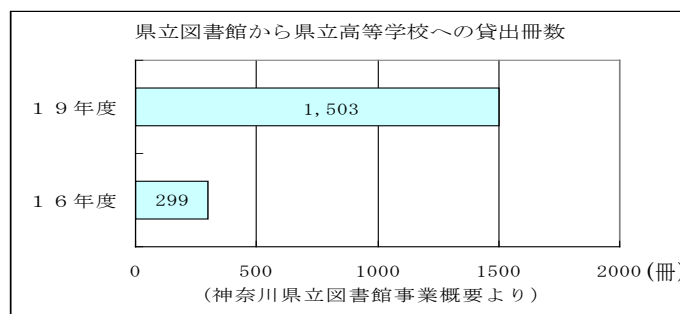 県立図書館から県立高等学校への貸出冊数
１９年度
1,503
１６年度
299
0 500 1000 1500 2000 (冊)
(神奈川県立図書館事業概要より)